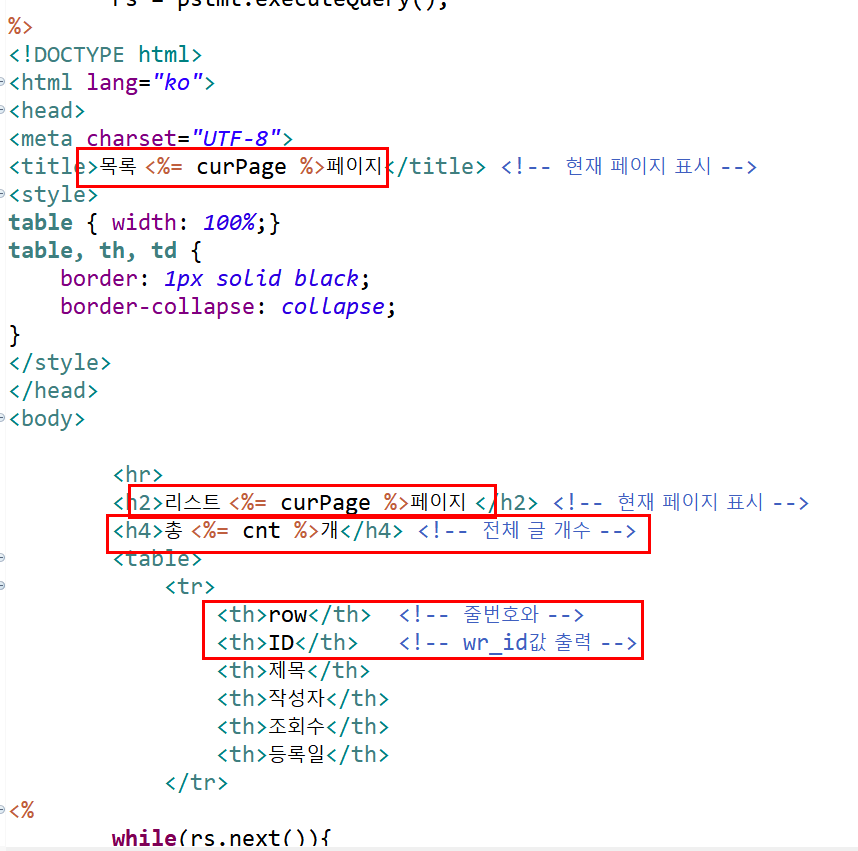 rs = pstmt.executeQuery();
%>
<!DOCTYPE html>
<html lang="ko">
<head>
<meta charset="UTF-8">
<title>목록 <%= curPage %>페이지</title> <!-- 현재 페이지 표시 -->
<style>
table { width: 100%;}
table, th, td {
    border: 1px solid black;
    border-collapse: collapse;
}
</style>
</head>
<body>
        <hr>
        <h2>리스트 <%= curPage %>페이지 </h2> <!-- 현재 페이지 표시 -->
        <h4>총 <%= cnt %>개</h4> <!-- 전체 글 개수 -->
        <table>
            <tr>
                <th>row</th>  <!-- 줄번호와 -->
                <th>ID</th>   <!-- wr_id값 출력 -->
                <th>제목</th>
                <th>작성자</th>
                <th>조회수</th>
                <th>등록일</th>
            </tr>
<%
        while(rs.next()){